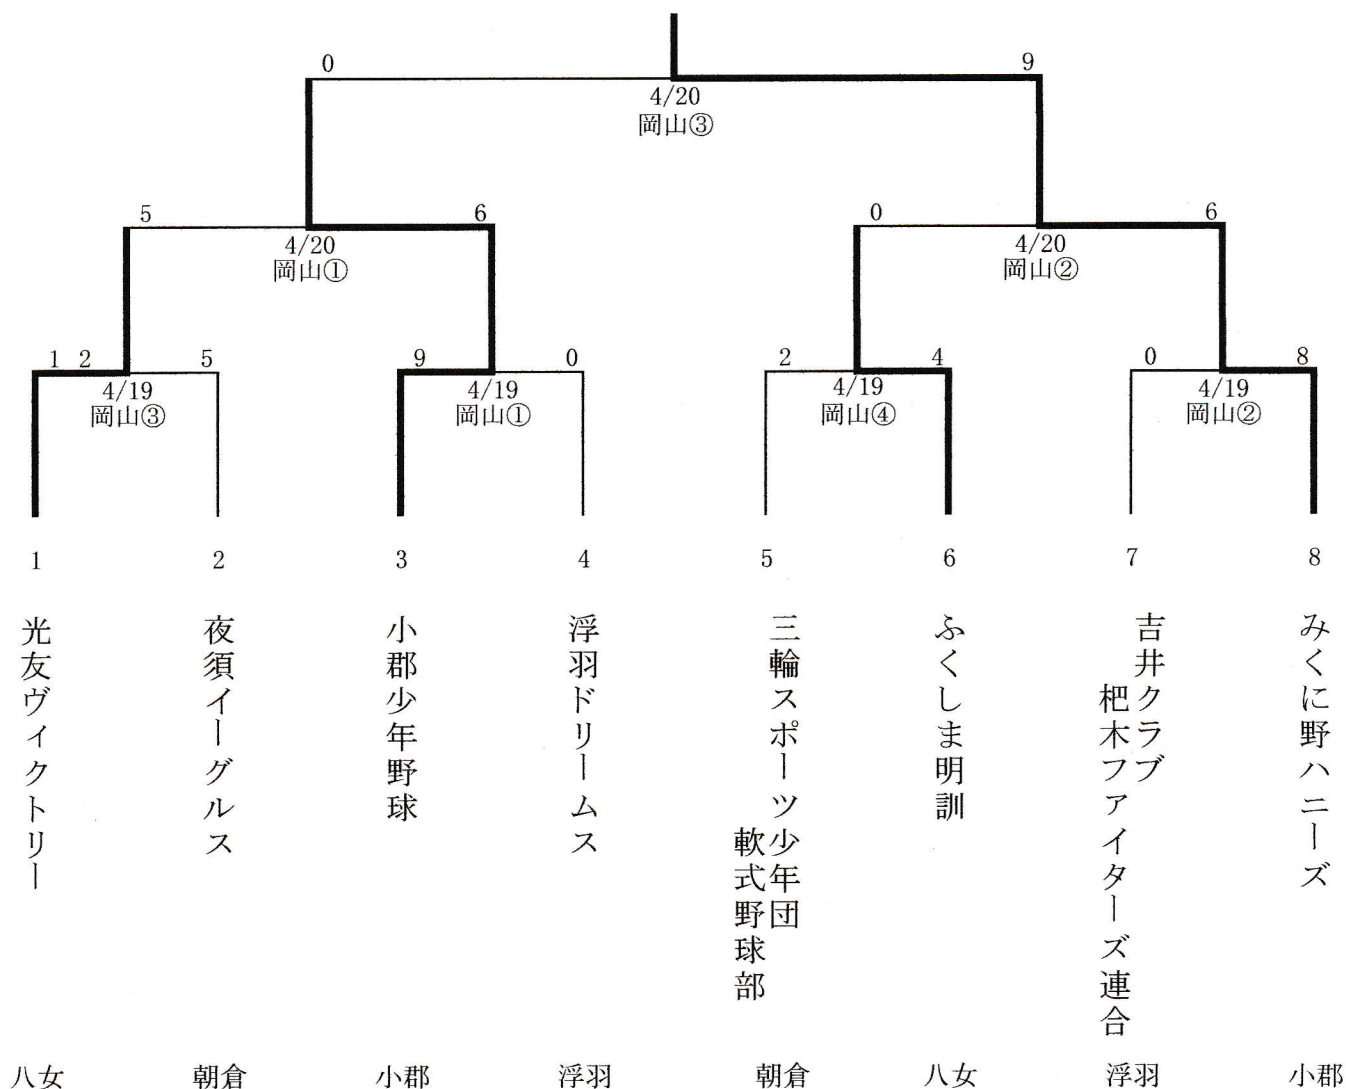 0
9
4/20
岡山③
5
6
4/20
岡山①
0
6
4/20
岡山②
1 2
5
4/19
岡山③
9
0
4/19
岡山①
2
4
4/19
岡山④
0
8
4/19
岡山②
1
2
3
4
5
6
7
8
光友ヴィクトリー
夜須イーグルス
小郡少年野球
浮羽ドリームス
三輪スポーツ少年団
軟式野球部
ふくしま明訓
吉井クラブ
杷木ファイターズ連合
みくに野ハニーズ
八女
朝倉
小郡
浮羽
朝倉
八女
浮羽
小郡